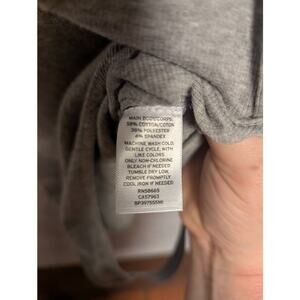 MAIN BODY/CORPS:
58% COTTON/COTON
38% POLYESTER
4% SPANDEX
MACHINE WASH COLD,
GENTLE CYCLE, WITH
LIKE COLORS
ONLY NON-CHLORINE
BLEACH IF NEEDED
TUMBLE DRY LOW,
REMOVE PROMPTLY
COOL IRON IF NEEDED
RN58665
CA57963